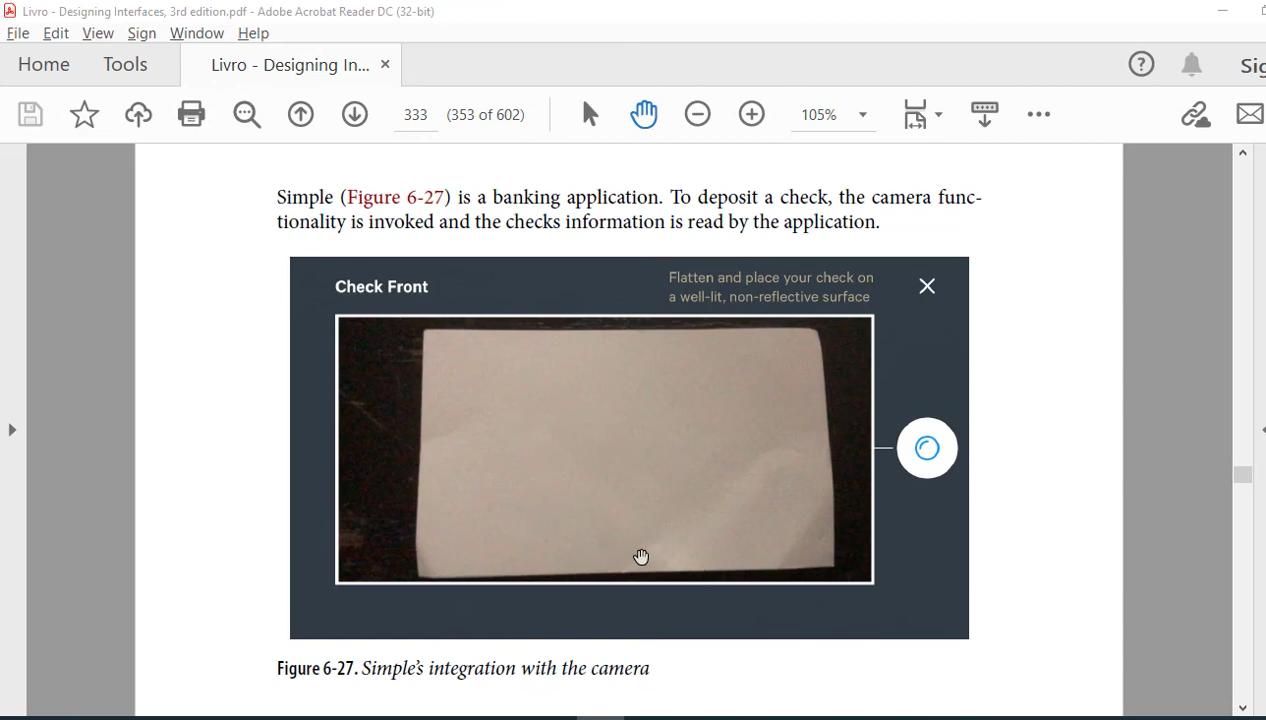 Livro - Designing Interfaces, 3rd edition.pdf - Adobe Acrobat Reader DC (32-bit)
File Edit View Sign Window Help
Home Tools Livro - Designing In... ×
333 (353 of 602) 105%
Simple (Figure 6-27) is a banking application. To deposit a check, the camera func-
tionality is invoked and the checks information is read by the application.
Check Front
Flatten and place your check on
a well-lit, non-reflective surface
Figure 6-27. Simple's integration with the camera